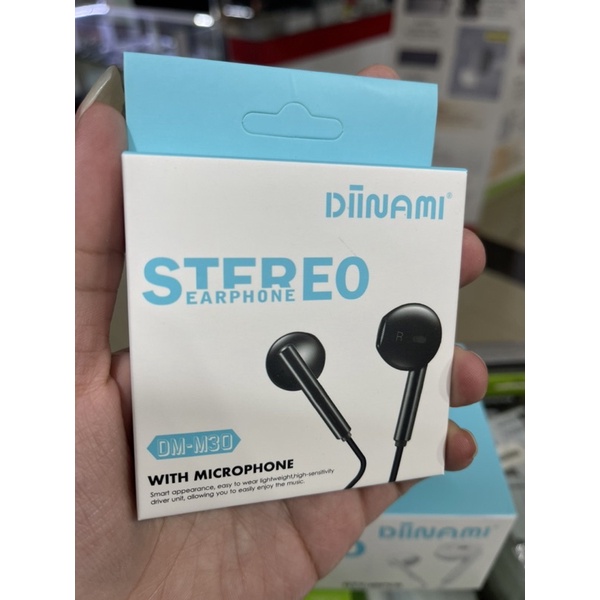 DiiNAMI®
STEREO
EARPHONE
R
DM-M30
WITH MICROPHONE
Smart appearance, easy to wear lightweight,high-sensitivity
driver unit, allowing you to easily enjoy the music.
DiiNAMI